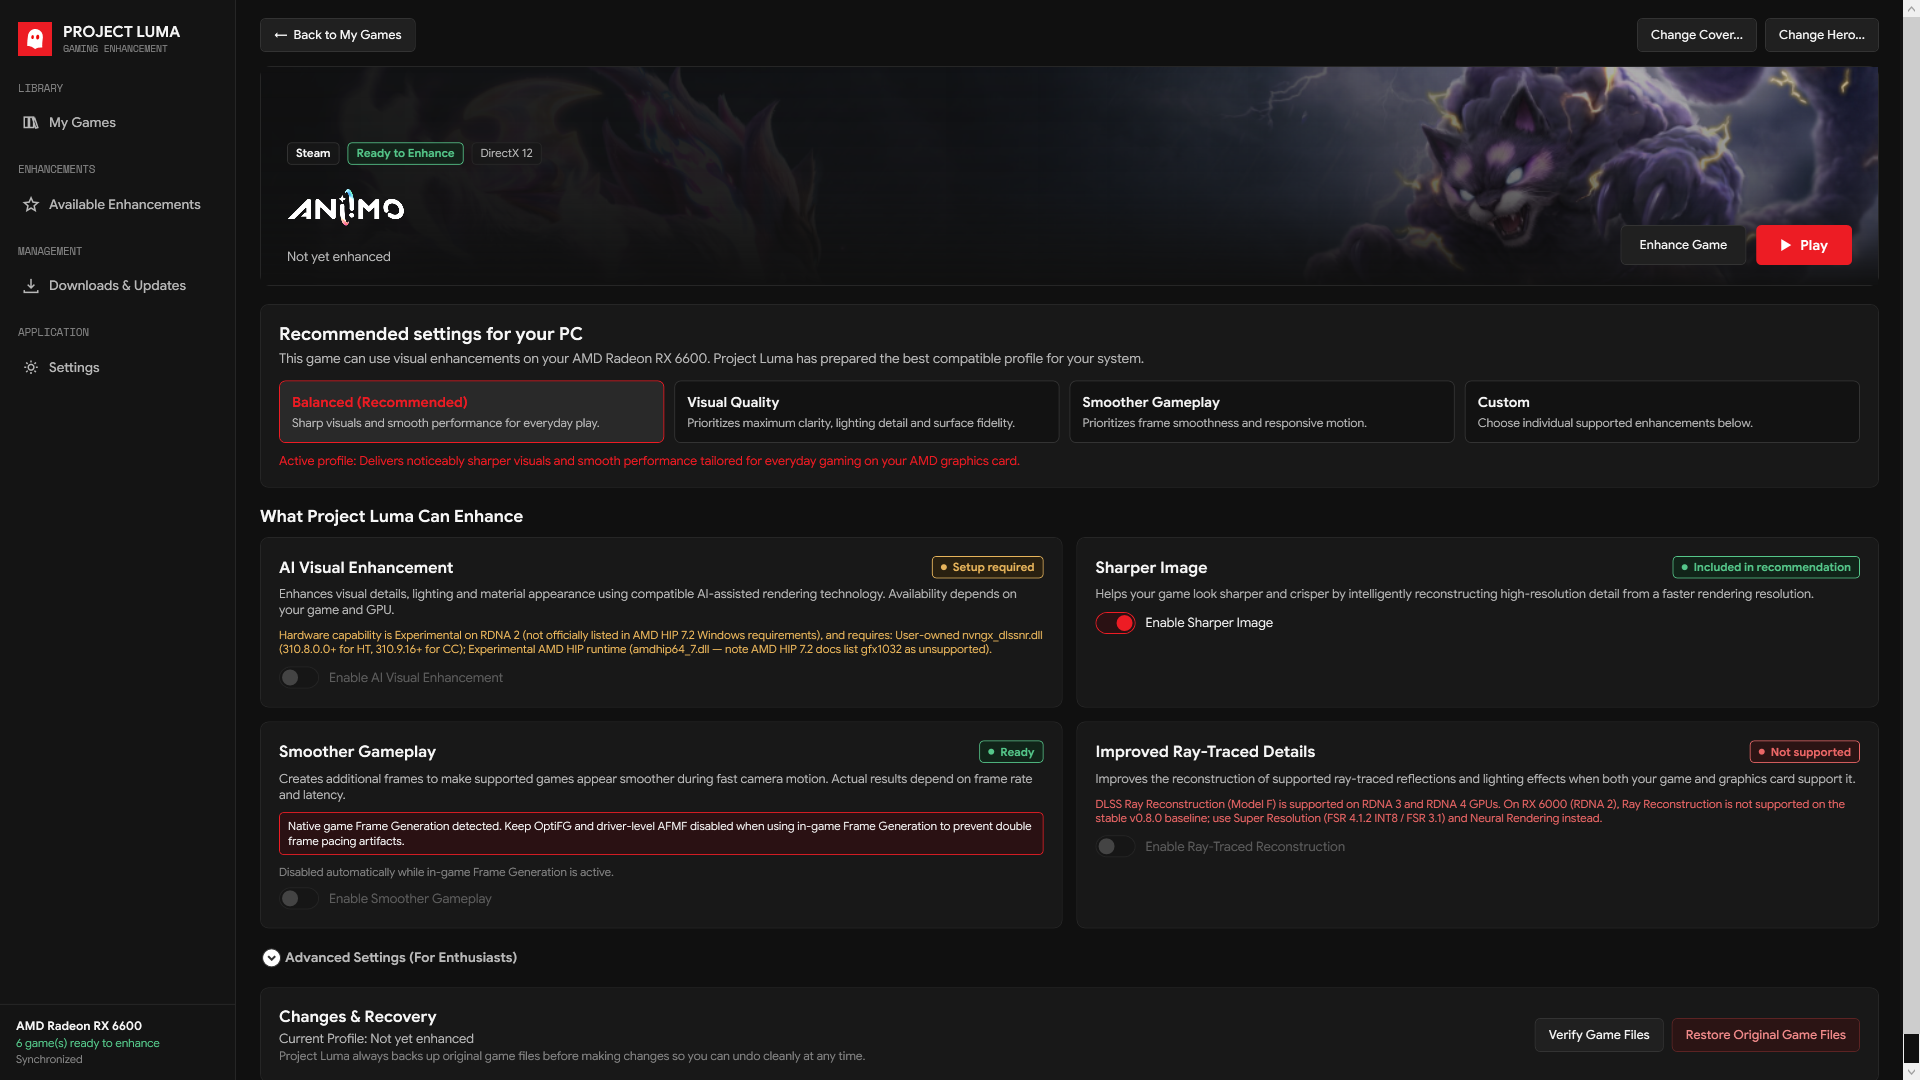 PROJECT LUMA
GAMING ENHANCEMENT
LIBRARY
My Games
ENHANCEMENTS
Available Enhancements
MANAGEMENT
Downloads & Updates
APPLICATION
Settings
AMD Radeon RX 6600
6 game(s) ready to enhance
Synchronized
← Back to My Games
Change Cover...
Change Hero...
Steam
Ready to Enhance
DirectX 12
ANIIMO
Not yet enhanced
Enhance Game
Play
Recommended settings for your PC
This game can use visual enhancements on your AMD Radeon RX 6600. Project Luma has prepared the best compatible profile for your system.
Balanced (Recommended)
Sharp visuals and smooth performance for everyday play.
Visual Quality
Prioritizes maximum clarity, lighting detail and surface fidelity.
Smoother Gameplay
Prioritizes frame smoothness and responsive motion.
Custom
Choose individual supported enhancements below.
Active profile: Delivers noticeably sharper visuals and smooth performance tailored for everyday gaming on your AMD graphics card.
What Project Luma Can Enhance
AI Visual Enhancement
Setup required
Enhances visual details, lighting and material appearance using compatible AI-assisted rendering technology. Availability depends on
your game and GPU.
Hardware capability is Experimental on RDNA 2 (not officially listed in AMD HIP 7.2 Windows requirements), and requires: User-owned nvngx_dlssnr.dll
(310.8.0.0+ for HT, 310.9.16+ for CC); Experimental AMD HIP runtime (amdhip64_7.dll — note AMD HIP 7.2 docs list gfx1032 as unsupported).
Enable AI Visual Enhancement
Sharper Image
Included in recommendation
Helps your game look sharper and crisper by intelligently reconstructing high-resolution detail from a faster rendering resolution.
Enable Sharper Image
Smoother Gameplay
Ready
Creates additional frames to make supported games appear smoother during fast camera motion. Actual results depend on frame rate
and latency.
Native game Frame Generation detected. Keep OptiFG and driver-level AFMF disabled when using in-game Frame Generation to prevent double
frame pacing artifacts.
Disabled automatically while in-game Frame Generation is active.
Enable Smoother Gameplay
Improved Ray-Traced Details
Not supported
Improves the reconstruction of supported ray-traced reflections and lighting effects when both your game and graphics card support it.
DLSS Ray Reconstruction (Model F) is supported on RDNA 3 and RDNA 4 GPUs. On RX 6000 (RDNA 2), Ray Reconstruction is not supported on the
stable v0.8.0 baseline; use Super Resolution (FSR 4.1.2 INT8 / FSR 3.1) and Neural Rendering instead.
Enable Ray-Traced Reconstruction
Advanced Settings (For Enthusiasts)
Changes & Recovery
Current Profile: Not yet enhanced
Project Luma always backs up original game files before making changes so you can undo cleanly at any time.
Verify Game Files
Restore Original Game Files